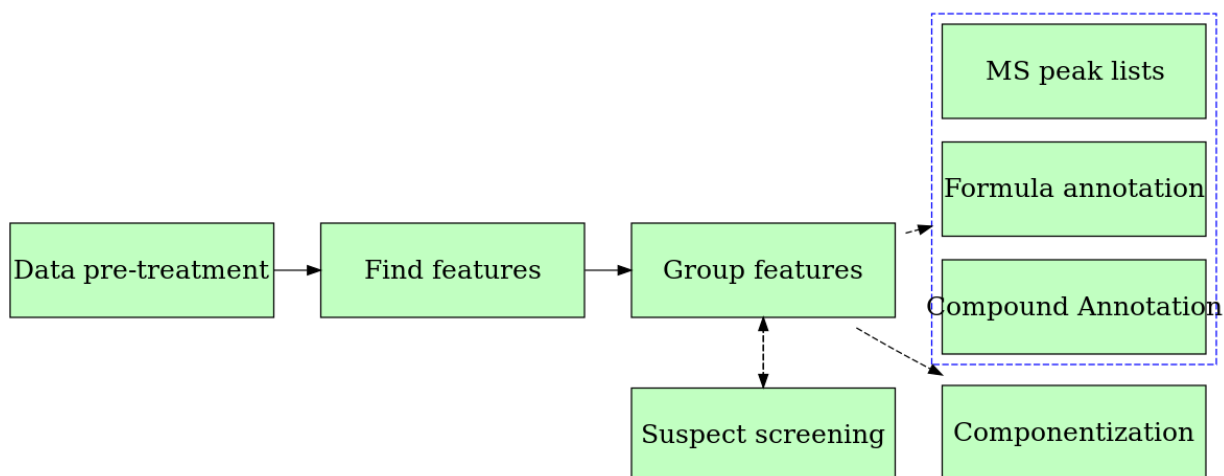 MS peak lists
Formula annotation
Data pre-treatment
Find features
Group features
Compound Annotation
Suspect screening
Componentization